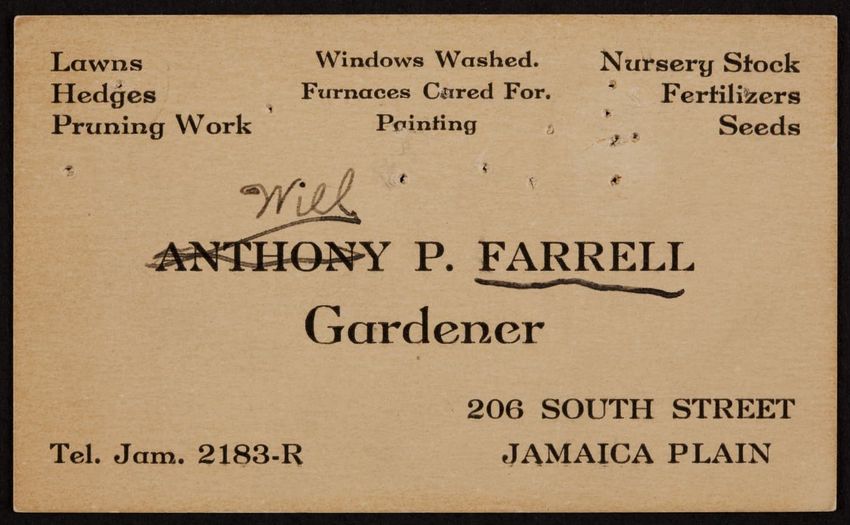 Lawns
Hedges
Pruning Work
Windows Washed.
Furnaces Cared For.
Painting
Nursery Stock
Fertilizers
Seeds
Will
ANTHONY P. FARRELL
Gardener
206 SOUTH STREET
Tel. Jam. 2183-R
JAMAICA PLAIN